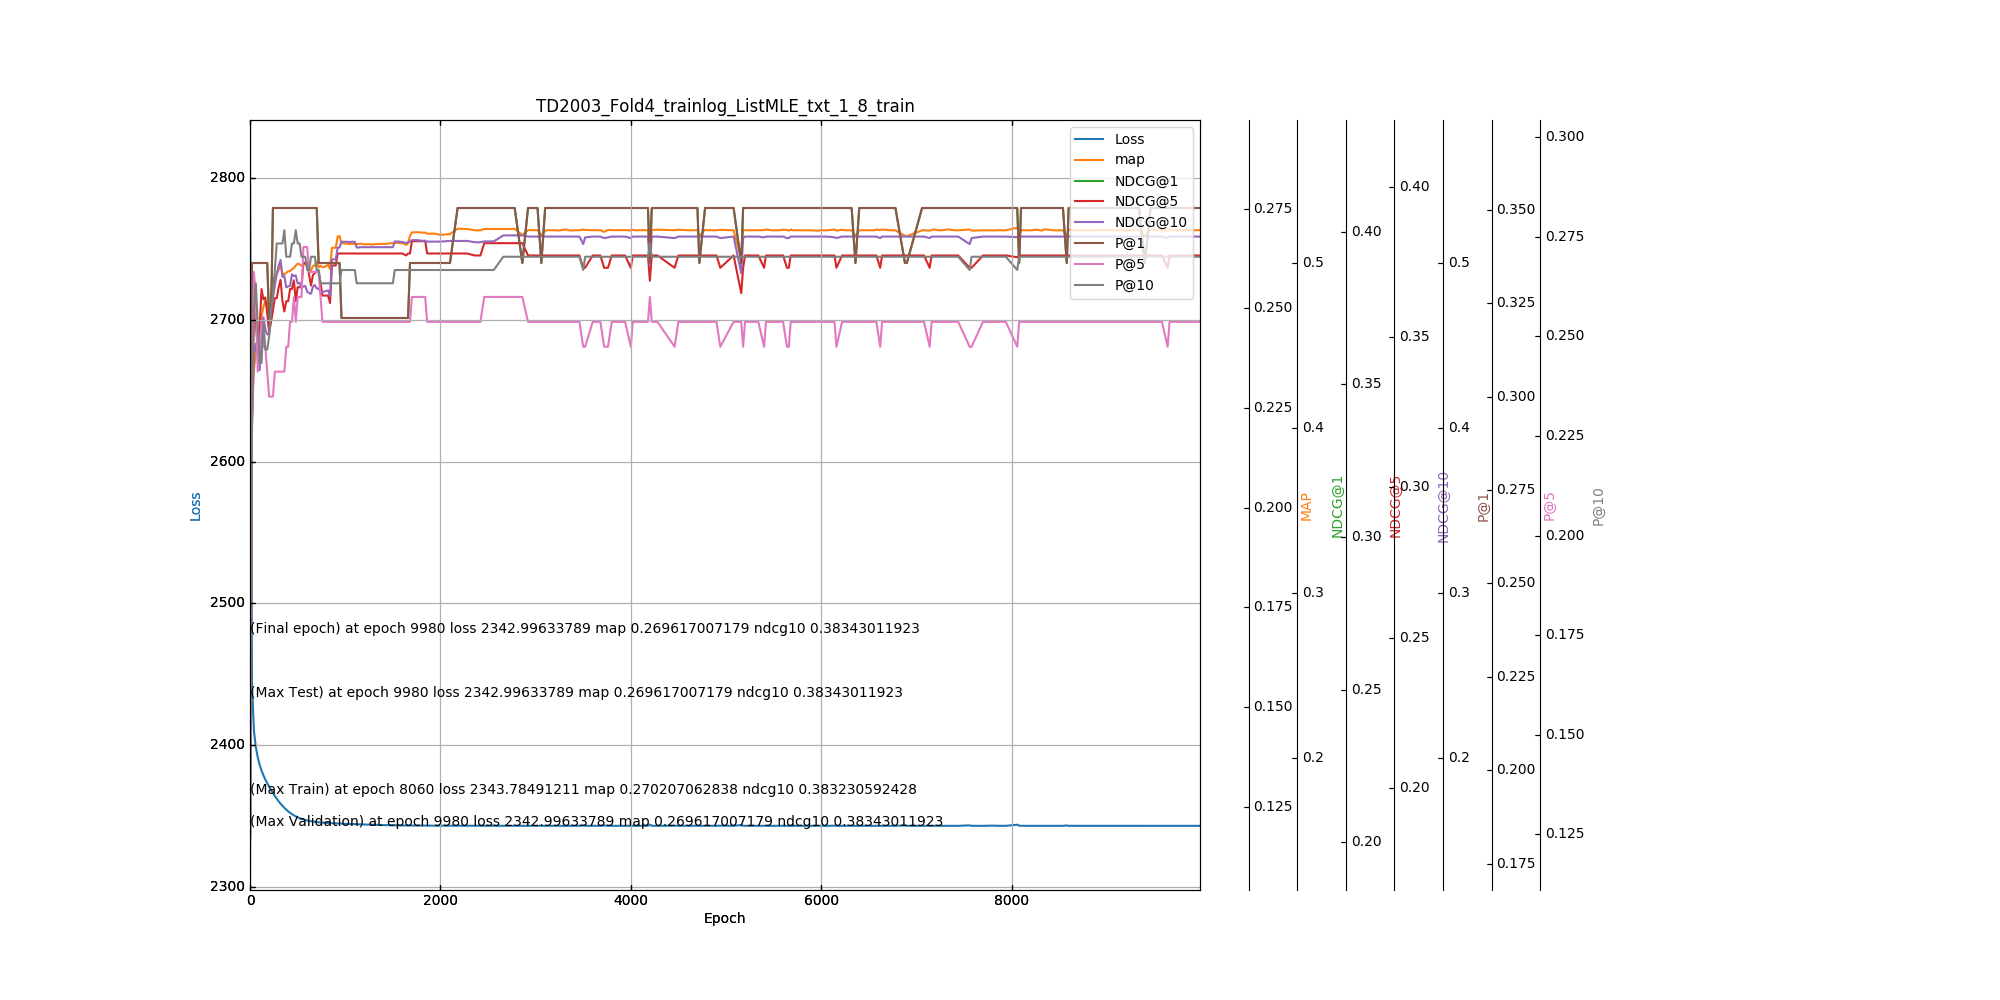 TD2003_Fold4_trainlog_ListMLE_txt_1_8_train
Loss
map
NDCG@1
NDCG@5
NDCG@10
P@1
P@5
P@10
2800
2700
2600
2500
2400
2300
Loss
(Final epoch) at epoch 9980 loss 2342.99633789 map 0.269617007179 ndcg10 0.38343011923
(Max Test) at epoch 9980 loss 2342.99633789 map 0.269617007179 ndcg10 0.38343011923
(Max Train) at epoch 8060 loss 2343.78491211 map 0.270207062838 ndcg10 0.383230592428
(Max Validation) at epoch 9980 loss 2342.99633789 map 0.269617007179 ndcg10 0.38343011923
0 2000 4000 6000 8000
Epoch
0.275
0.250
0.225
0.200
0.175
0.150
0.125
MAP
0.5
0.4
0.3
0.2
NDCG@1
0.40
0.35
0.30
0.25
0.20
NDCG@5
0.40
0.35
0.30
0.25
0.20
NDCG@10
0.5
0.4
0.3
0.2
P@1
0.350
0.325
0.300
0.275
0.250
0.225
0.200
0.175
P@5
0.300
0.275
0.250
0.225
0.200
0.175
0.150
0.125
P@10